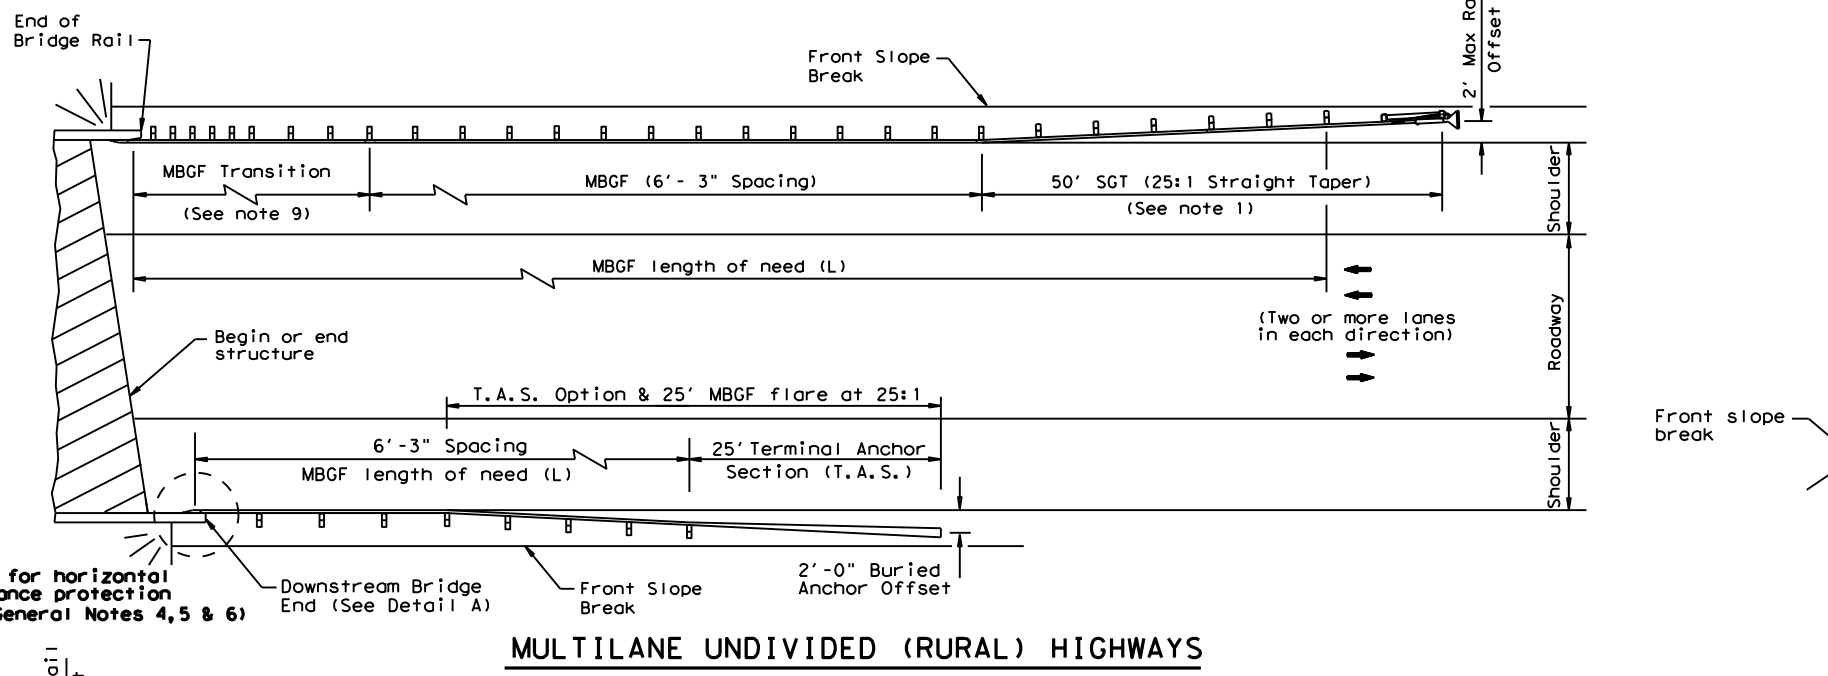 End of
Bridge Rail
Front Slope
Break
2' Max Ra
Offset
MBGF Transition
(See note 9)
MBGF (6'- 3" Spacing)
50' SGT (25:1 Straight Taper)
(See note 1)
Shoulder
MBGF length of need (L)
(Two or more lanes
in each direction)
Roadway
Begin or end
structure
T.A.S. Option & 25' MBGF flare at 25:1
6'-3" Spacing
MBGF length of need (L)
25' Terminal Anchor
Section (T.A.S.)
Shoulder
Front slope
break
for horizontal
ance protection
General Notes 4,5 & 6)
Downstream Bridge
End (See Detail A)
Front Slope
Break
2'-0" Buried
Anchor Offset
MULTILANE UNDIVIDED (RURAL) HIGHWAYS